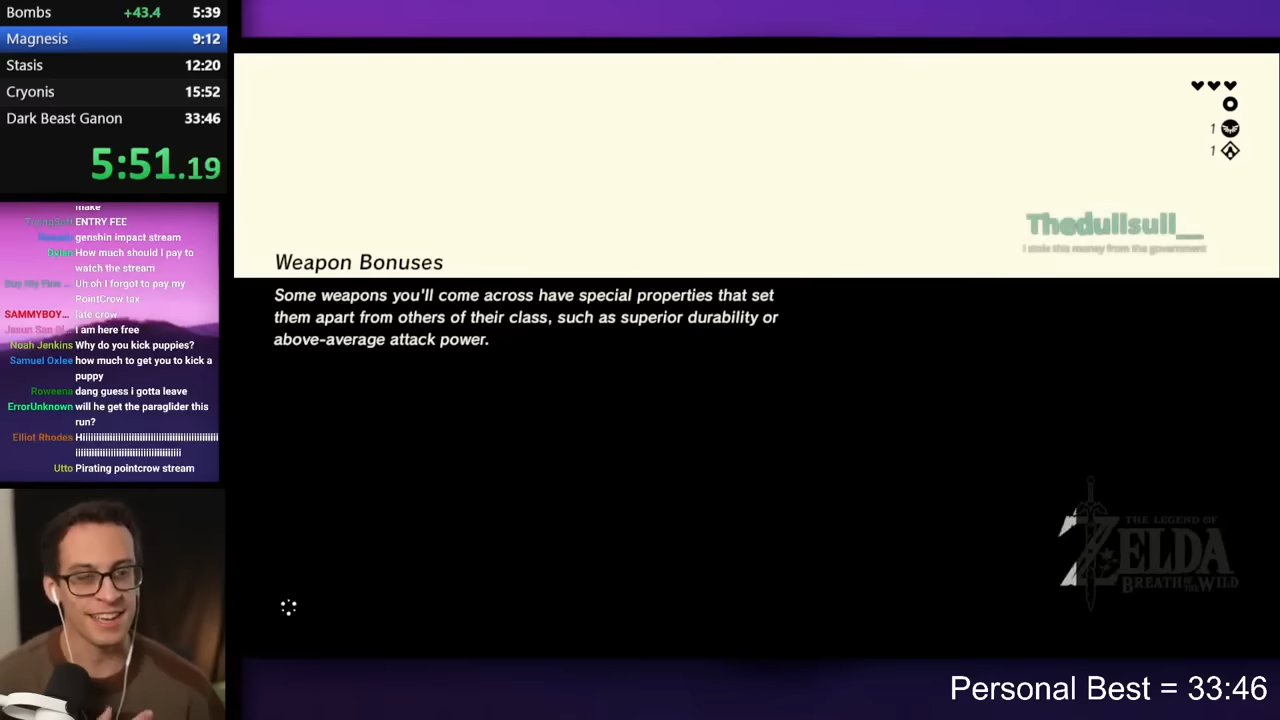 Bombs +43.4 5:39
Magnesis 9:12
Stasis 12:20
Cryonis 15:52
Dark Beast Ganon 33:46
5:51.19
make
ENTRY FEE
genshin impact stream
Dylan How much should I pay to
watch the stream
Uh oh I forgot to pay my
PointCrow tax
SAMMYBOY... late crow
I am here free
Noah Jenkins Why do you kick puppies?
Samuel Oxlee how much to get you to kick a
puppy
Roweena dang guess i gotta leave
ErrorUnknown will he get the paraglider this
run?
Elliot Rhodes
Utto Pirating pointcrow stream
1
1
Thedullsull__
I stole this money from the government
Weapon Bonuses
Some weapons you'll come across have special properties that set
them apart from others of their class, such as superior durability or
above-average attack power.
THE LEGEND OF
ZELDA
BREATH OF THE WILD
Personal Best = 33:46